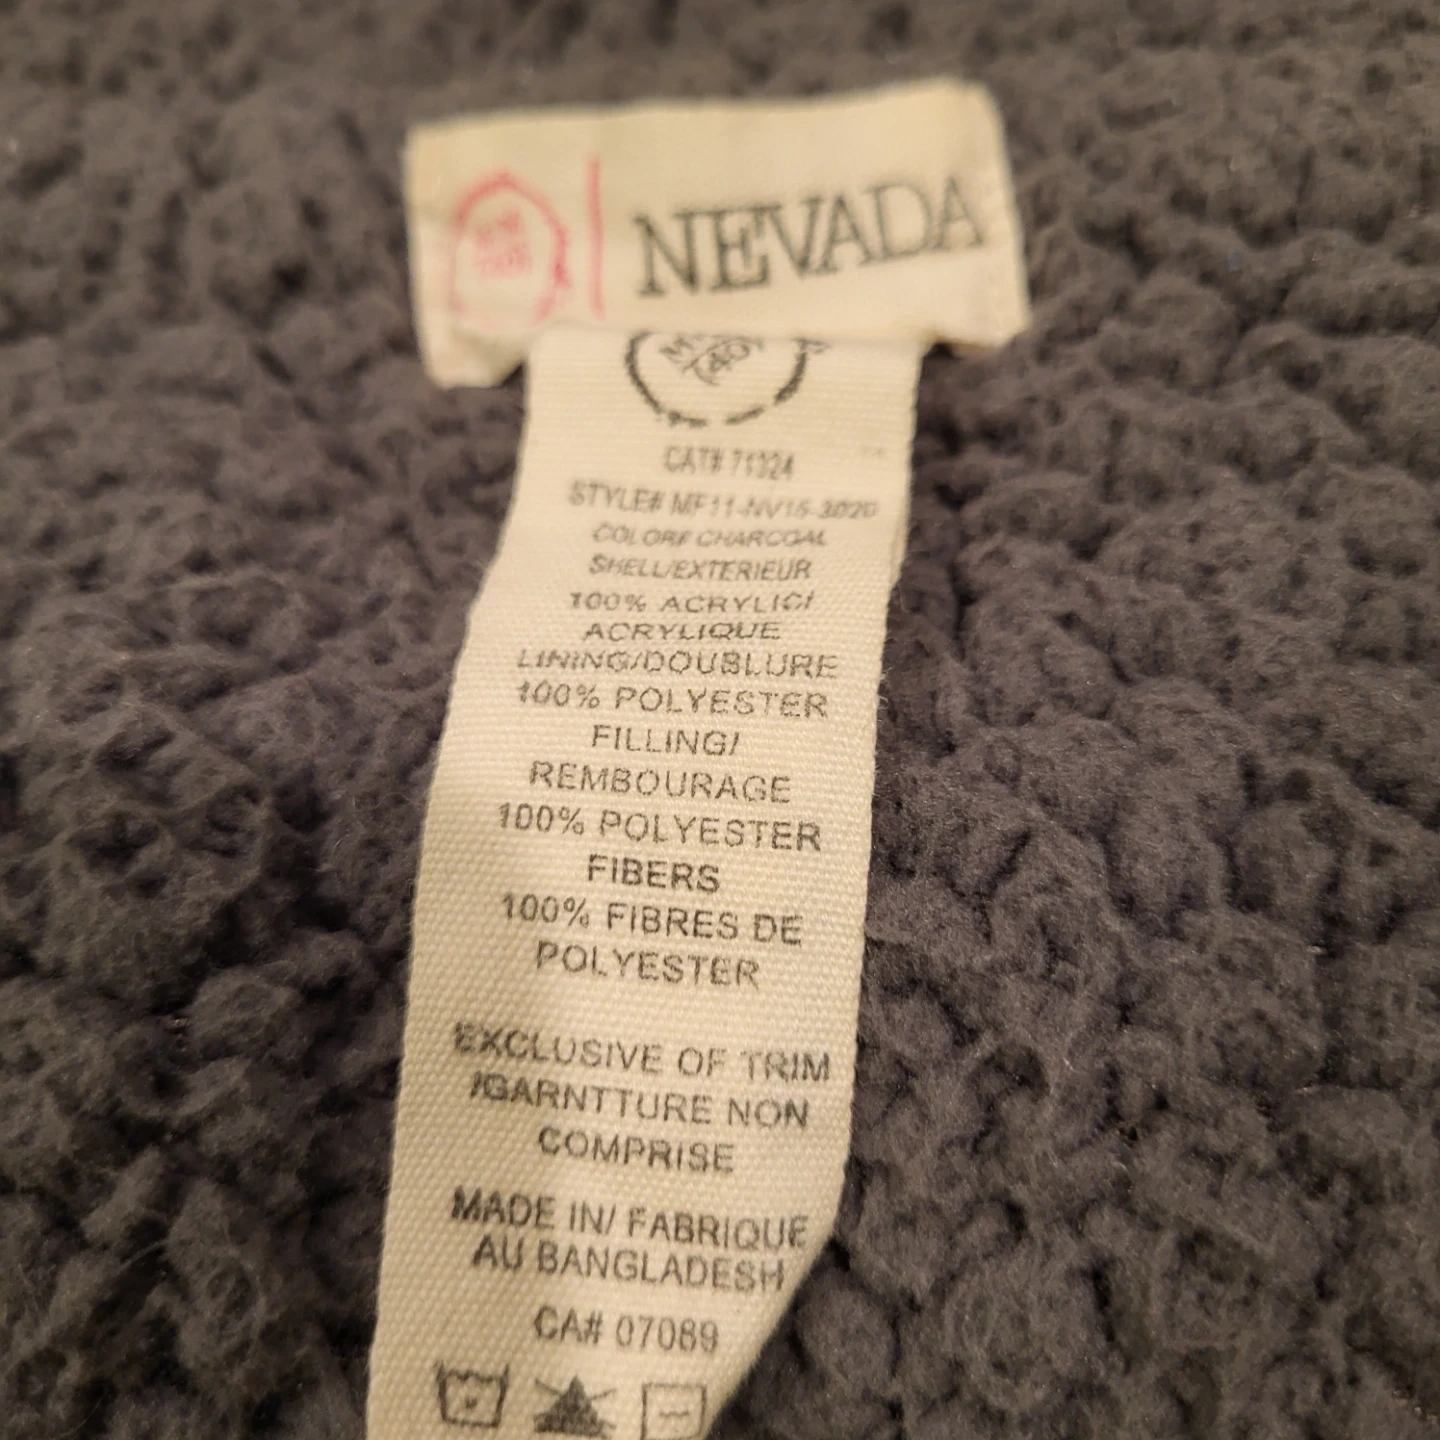 NEVADA
CAT# 71324
STYLE# MF11-NV15-3020
COLOR# CHARCOAL
SHELL/EXTERIEUR
100% ACRYLIC/
ACRYLIQUE
LINING/DOUBLURE
100% POLYESTER
FILLING/
REMBOURAGE
100% POLYESTER
FIBERS
100% FIBRES DE
POLYESTER
EXCLUSIVE OF TRIM
/GARNTTURE NON
COMPRISE
MADE IN/ FABRIQUE
AU BANGLADESH
CA# 07089